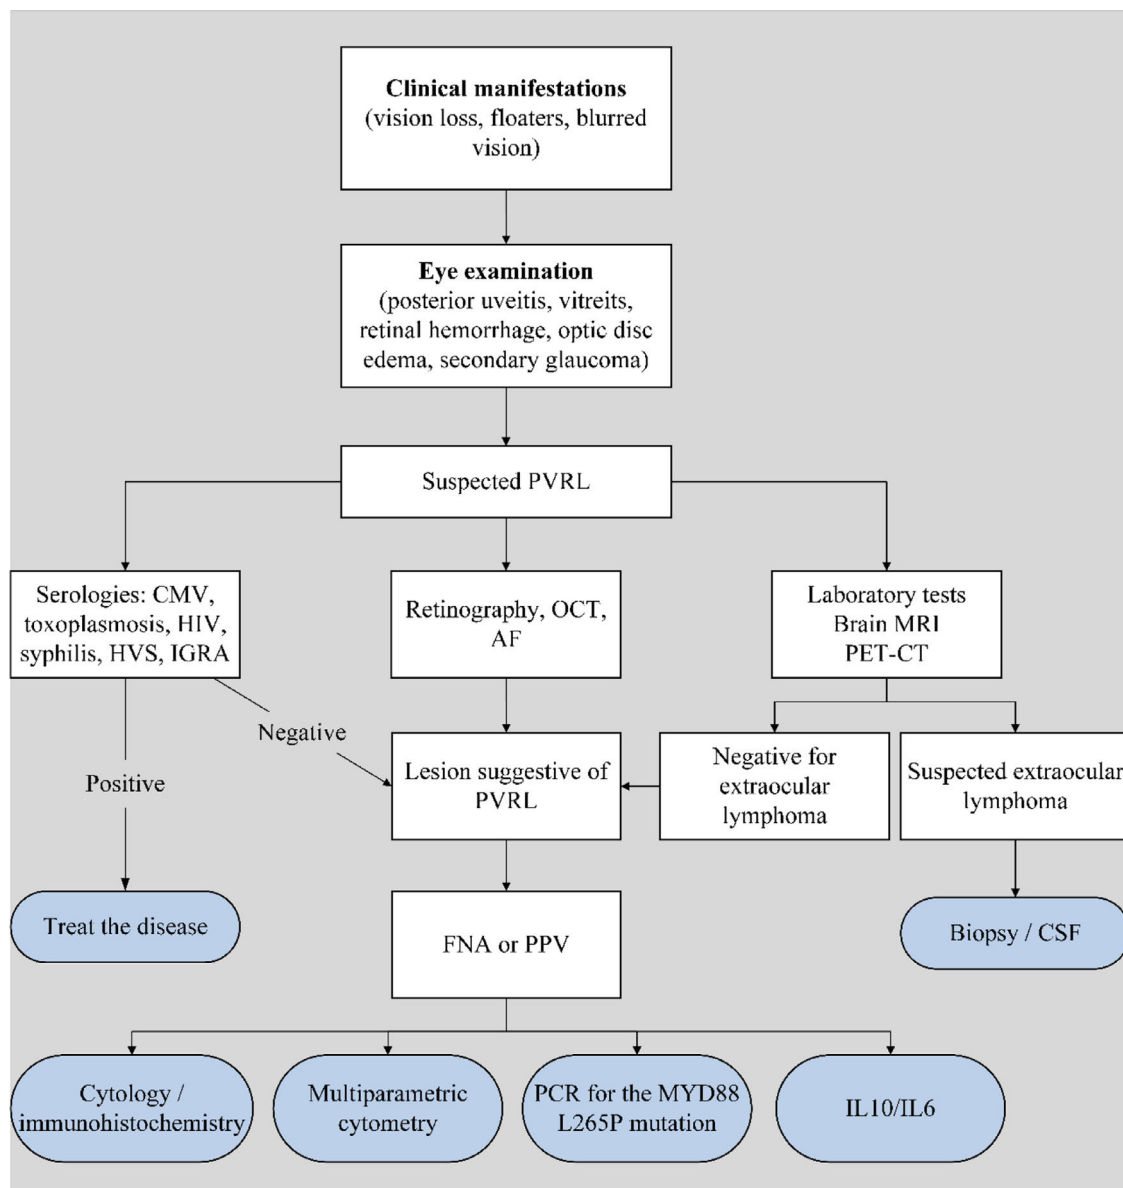 Clinical manifestations
(vision loss, floaters, blurred
vision)
Eye examination
(posterior uveitis, vitreits,
retinal hemorrhage, optic disc
edema, secondary glaucoma)
Suspected PVRL
Serologies: CMV,
toxoplasmosis, HIV,
syphilis, HVS, IGRA
Retinography, OCT,
AF
Laboratory tests
Brain MRI
PET-CT
Negative
Positive
Lesion suggestive of
PVRL
Negative for
extraocular
lymphoma
Suspected extraocular
lymphoma
Treat the disease
FNA or PPV
Biopsy / CSF
Cytology /
immunohistochemistry
Multiparametric
cytometry
PCR for the MYD88
L265P mutation
IL10/IL6